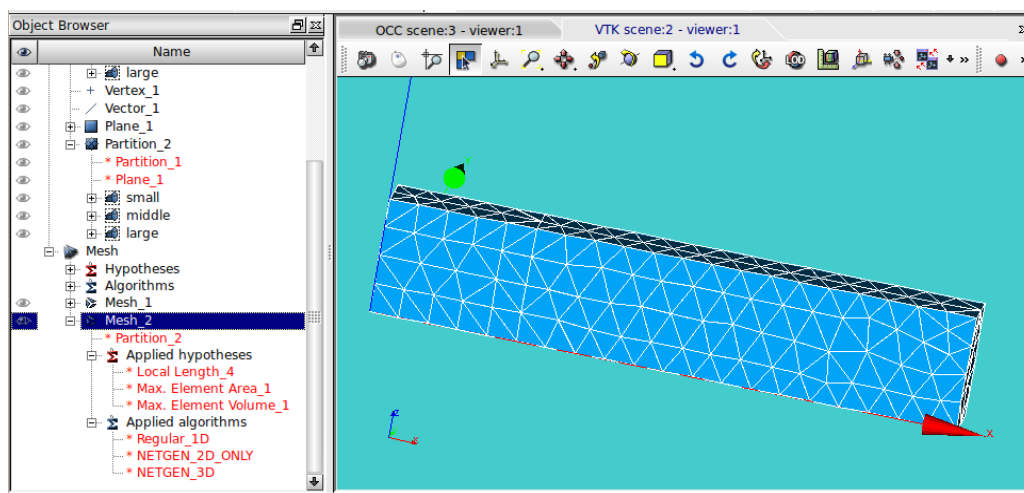 Object Browser
OCC scene:3 - viewer:1
VTK scene:2 - viewer:1
Name
large
Vertex_1
Vector_1
Plane_1
Partition_2
* Partition_1
* Plane_1
small
middle
large
Mesh
Hypotheses
Algorithms
Mesh_1
Mesh_2
* Partition_2
Applied hypotheses
* Local Length_4
* Max. Element Area_1
* Max. Element Volume_1
Applied algorithms
* Regular_1D
* NETGEN_2D_ONLY
* NETGEN_3D
LOD
Y
X
Z
X